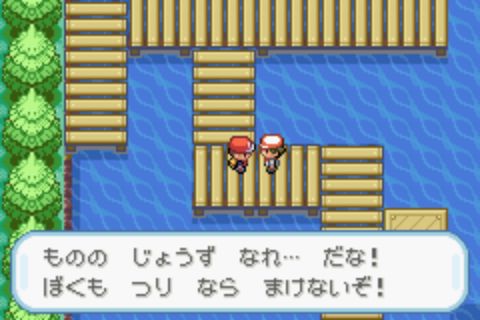 ものの　じょうず　なれ…　だな！
ぼくも　つり　なら　まけないぞ！